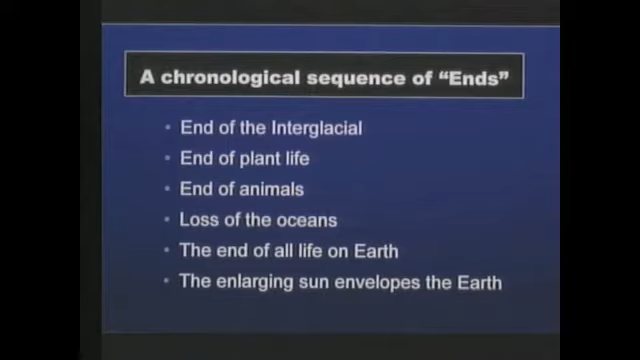 A chronological sequence of “Ends”
• End of the Interglacial
• End of plant life
• End of animals
• Loss of the oceans
• The end of all life on Earth
• The enlarging sun envelopes the Earth